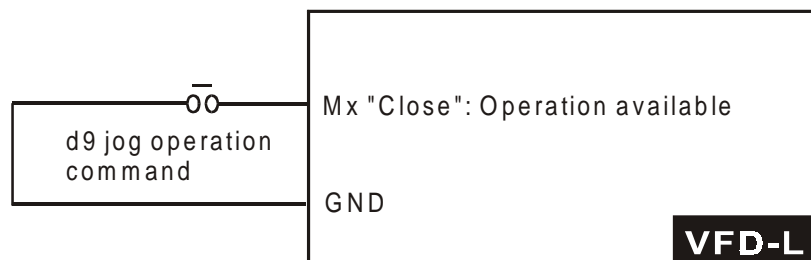 Mx "Close": Operation available
d9 jog operation
command
GND
VFD-L